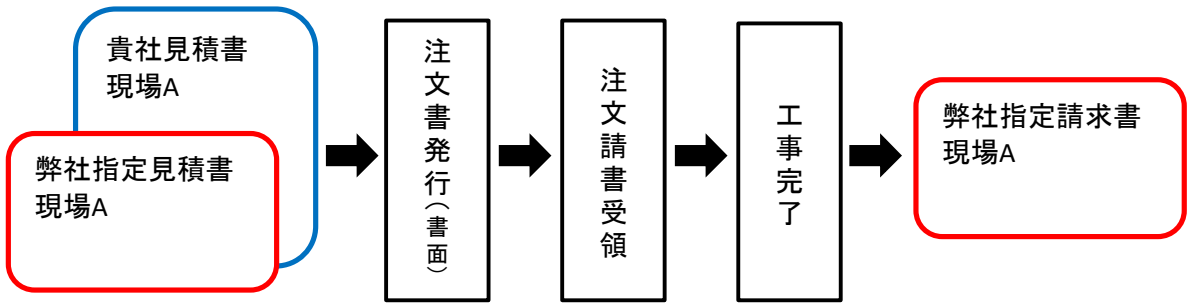 貴社見積書
現場A
弊社指定見積書
現場A
注文書発行（書面）
注文請書受領
工事完了
弊社指定請求書
現場A